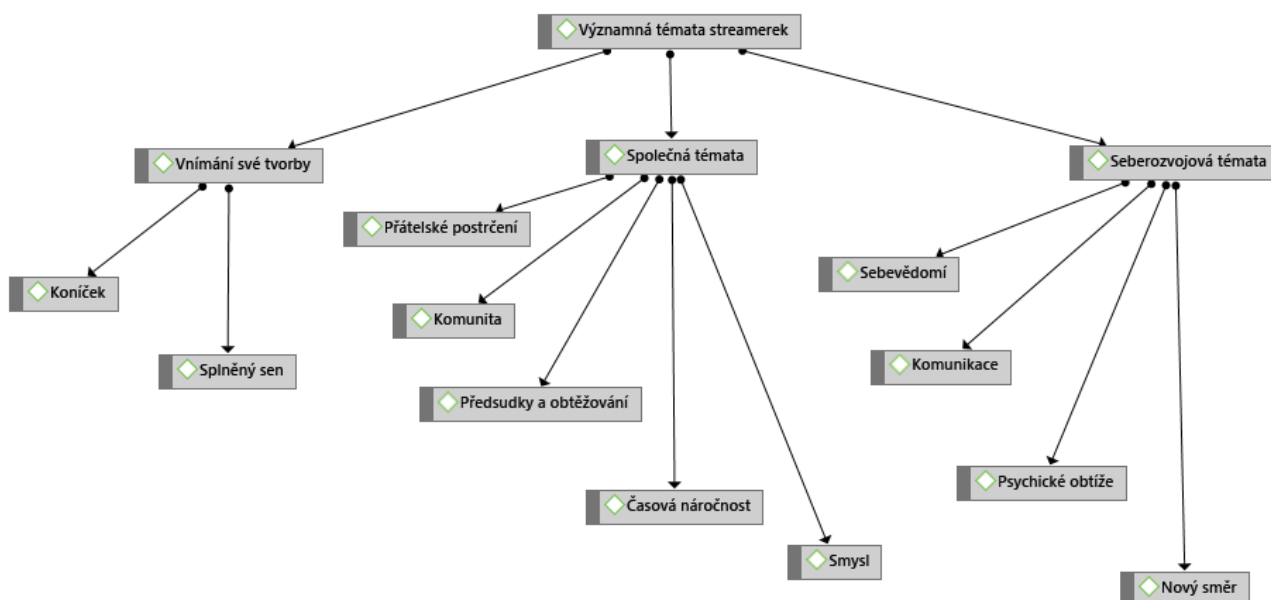 Významná témata streamerek
Vnímání své tvorby
Společná témata
Seberozvojová témata
Přátelské postrčení
Sebevědomí
Koníček
Komunita
Komunikace
Splněný sen
Předsudky a obtěžování
Psychické obtíže
Časová náročnost
Smysl
Nový směr